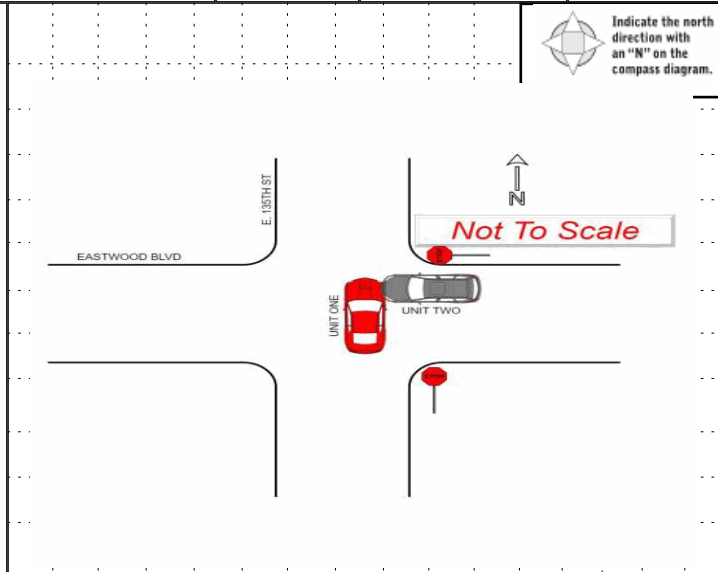 Indicate the north
direction with
an "N" on the
compass diagram.
E. 135TH ST
N
Not To Scale
EASTWOOD BLVD
UNIT ONE
UNIT TWO
STOP